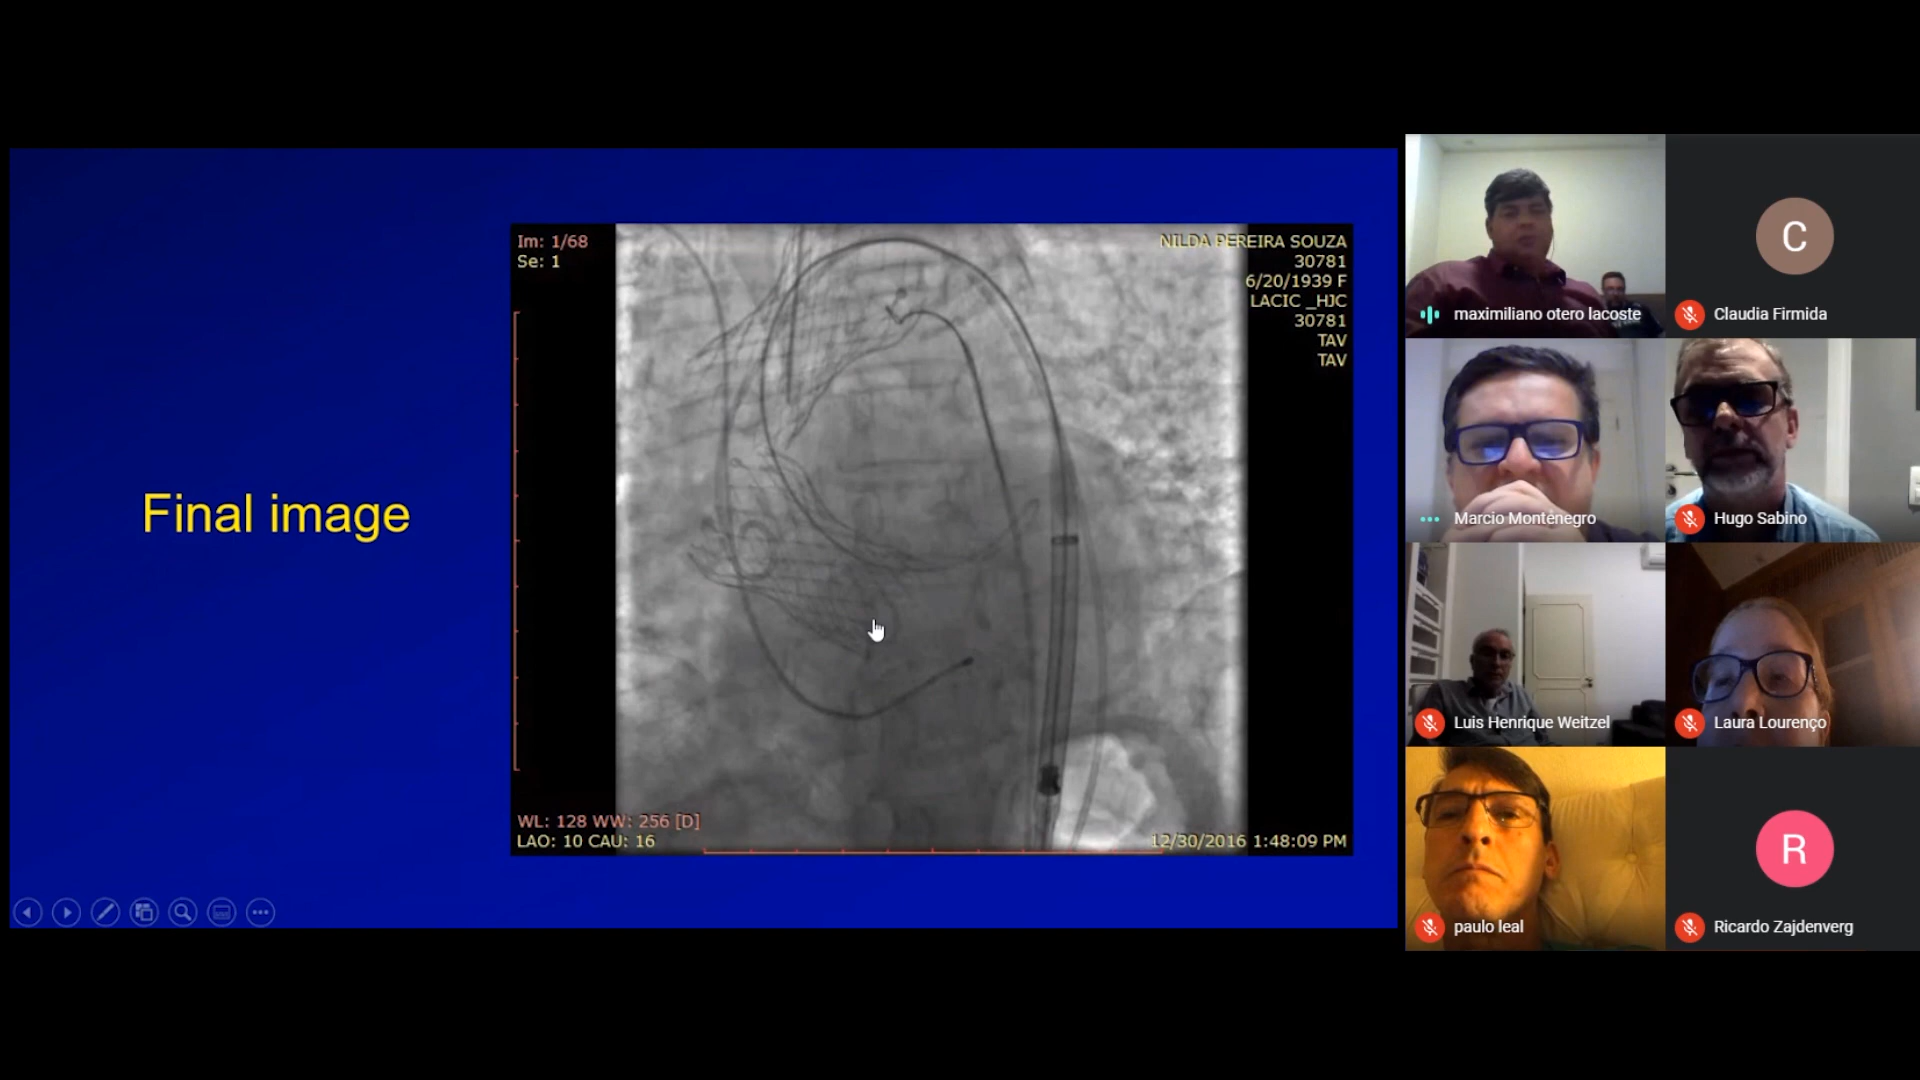 Final image
Im: 1/68
Se: 1
NILDA PEREIRA SOUZA
30781
6/20/1939 F
LACIC _HJC
30781
TAV
TAV
WL: 128 WW: 256 [D]
LAO: 10 CAU: 16
12/30/2016 1:48:09 PM
maximiliano otero lacoste
C
Claudia Firmida
Marcio Montenegro
Hugo Sabino
Luis Henrique Weitzel
Laura Lourenço
paulo leal
R
Ricardo Zajdenverg